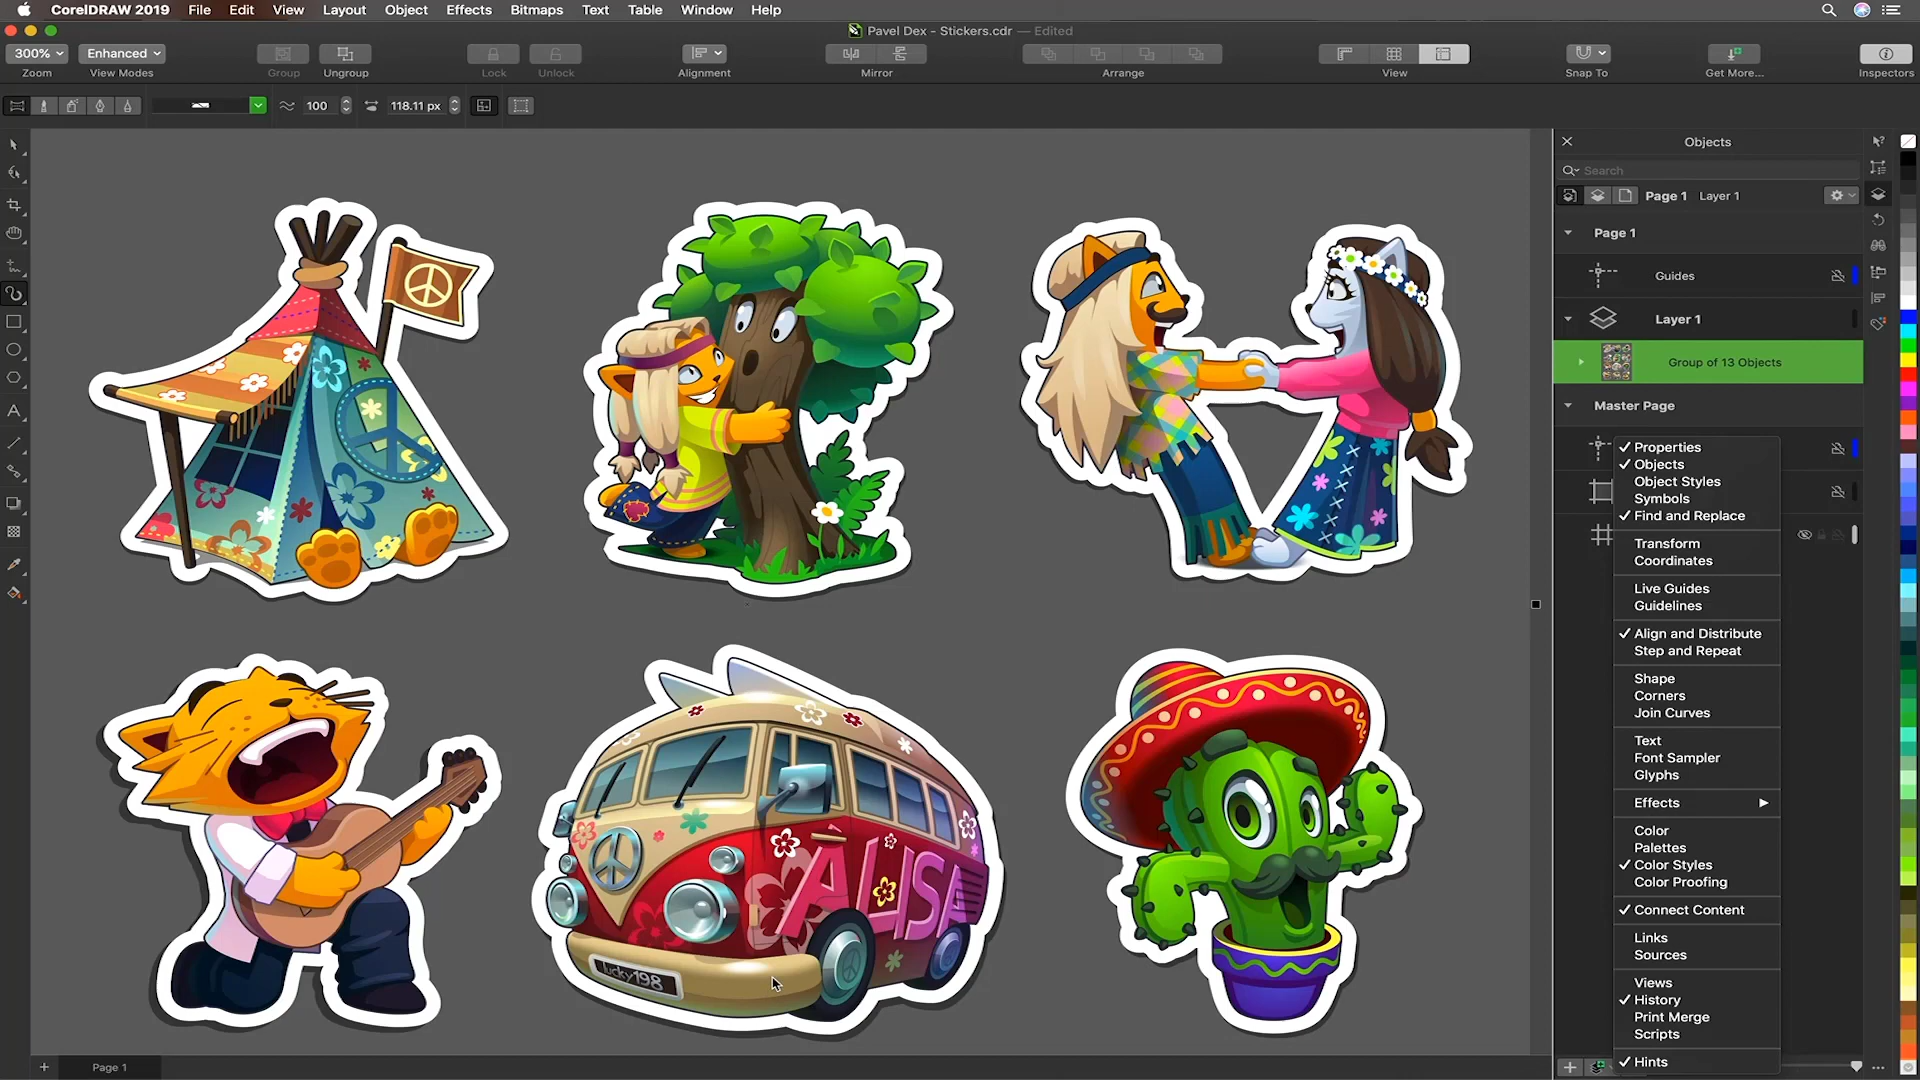 CorelDRAW 2019 File Edit View Layout Object Effects Bitmaps Text Table Window Help
Pavel Dex - Stickers.cdr — Edited
300% Enhanced
Zoom View Modes Group Ungroup Lock Unlock Alignment Mirror Arrange View Snap To Get More... Inspectors
100 118.11 px
Objects
Search
Page 1 Layer 1
Page 1
Guides
Layer 1
Group of 13 Objects
Master Page
✓ Properties
✓ Objects
Object Styles
Symbols
✓ Find and Replace
Transform
Coordinates
Live Guides
Guidelines
✓ Align and Distribute
Step and Repeat
Shape
Corners
Join Curves
Text
Font Sampler
Glyphs
Effects
Color
Palettes
✓ Color Styles
Color Proofing
✓ Connect Content
Links
Sources
Views
✓ History
Print Merge
Scripts
✓ Hints
ALISA
lucky198
Page 1